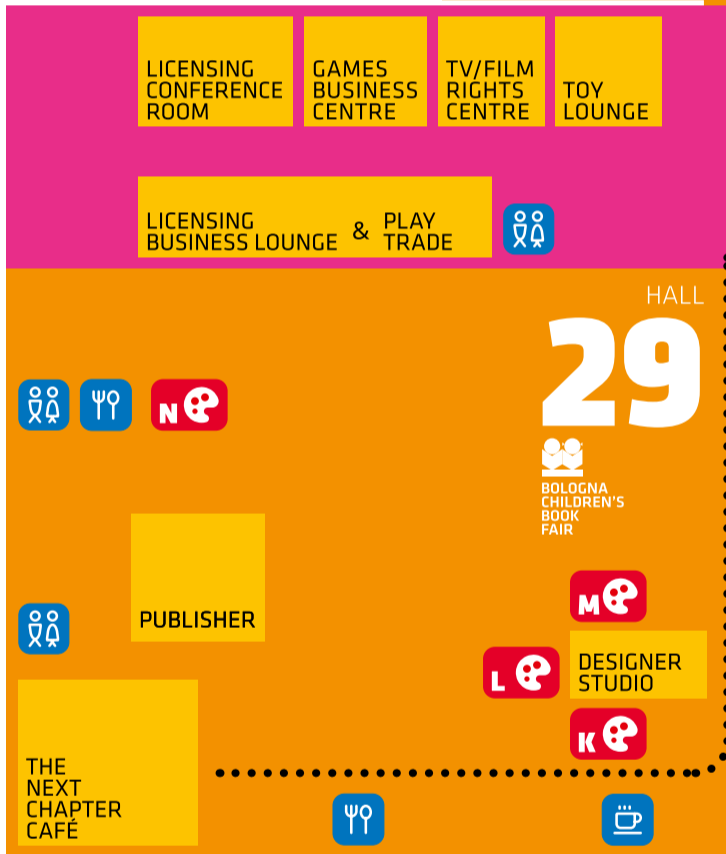 LICENSING
CONFERENCE
ROOM
GAMES
BUSINESS
CENTRE
TV/FILM
RIGHTS
CENTRE
TOY
LOUNGE
LICENSING
BUSINESS LOUNGE
&
PLAY
TRADE
HALL
29
BOLOGNA
CHILDREN'S
BOOK
FAIR
N
PUBLISHER
M
L
DESIGNER
STUDIO
K
THE
NEXT
CHAPTER
CAFÉ